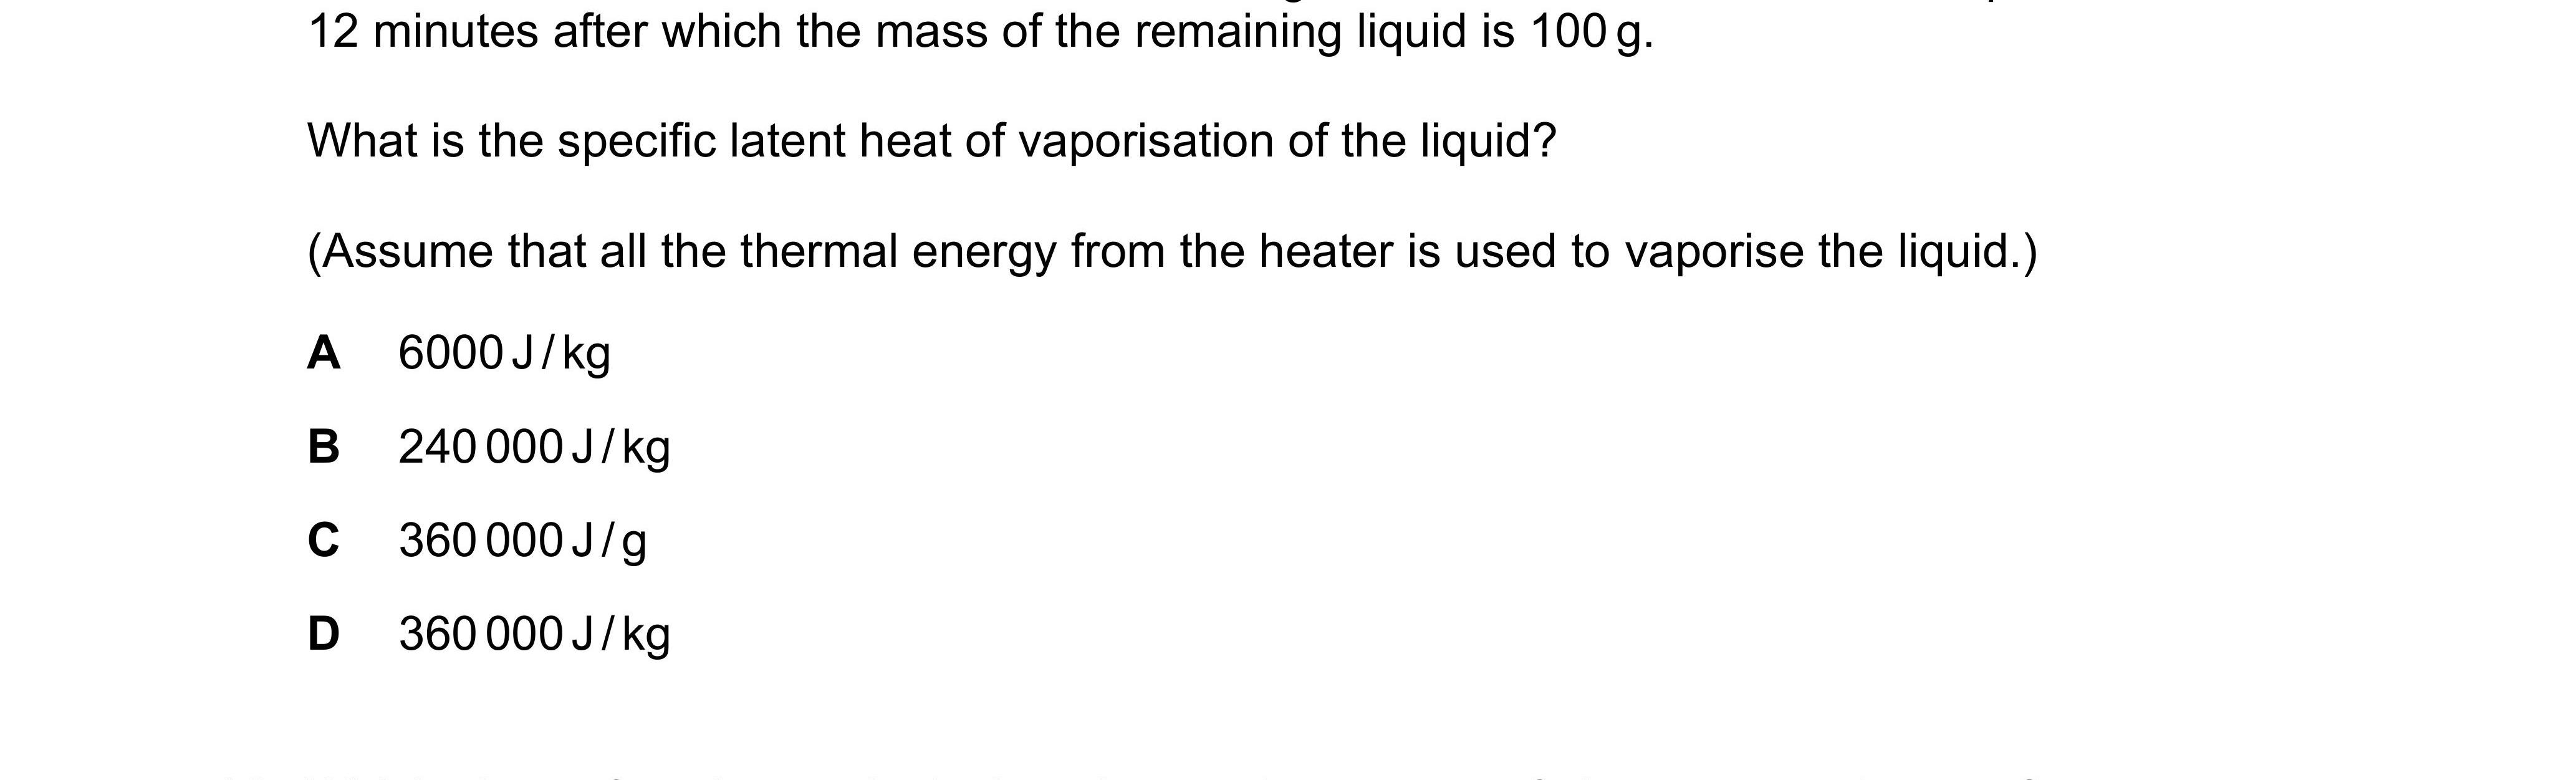 12 minutes after which the mass of the remaining liquid is 100 g.
What is the specific latent heat of vaporisation of the liquid?
(Assume that all the thermal energy from the heater is used to vaporise the liquid.)
A 6000 J / kg
B 240 000 J / kg
C 360 000 J / g
D 360 000 J / kg